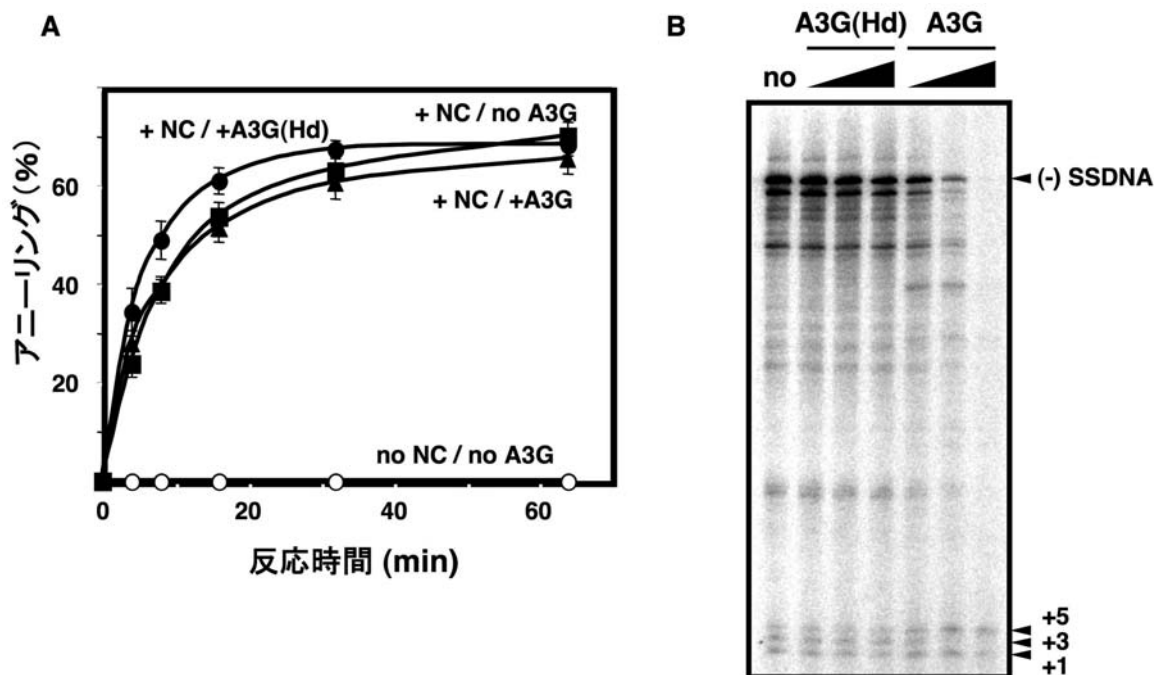 A
アニーリング(%)
60
40
20
0
20
40
60
+ NC / +A3G(Hd)
+ NC / no A3G
+ NC / +A3G
no NC / no A3G
反応時間 (min)
B
A3G(Hd) A3G
no
(-) SSDNA
+5
+3
+1